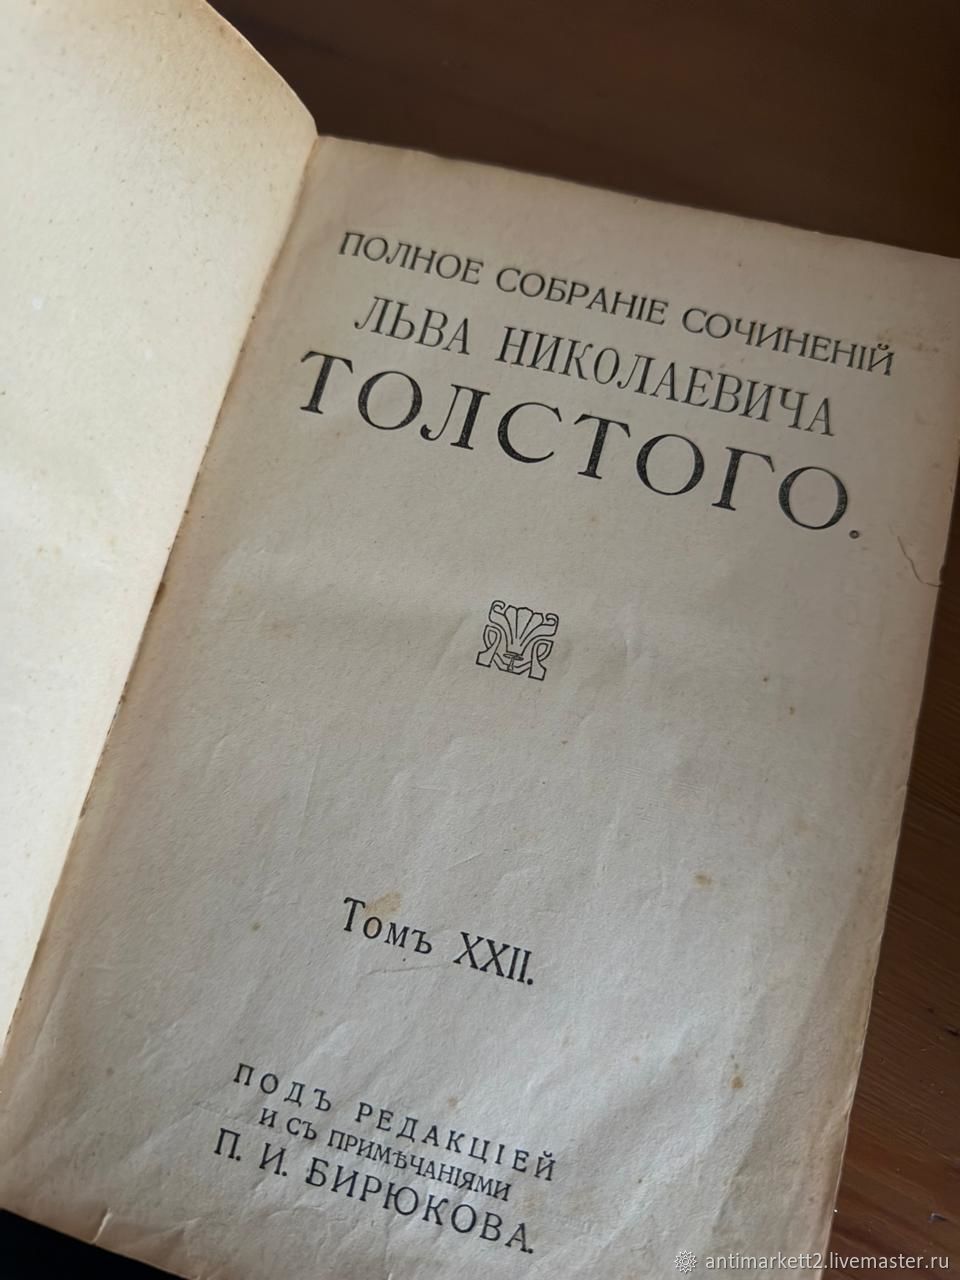 ПОЛНОЕ СОБРАНІЕ СОЧИНЕНІЙ
ЛЬВА НИКОЛАЕВИЧА
ТОЛСТОГО.
Томъ XXII.
ПОДЪ РЕДАКЦІЕЙ
И СЪ ПРИМѢЧАНІЯМИ
П. И. БИРЮКОВА.
antimarkett2.livemaster.ru